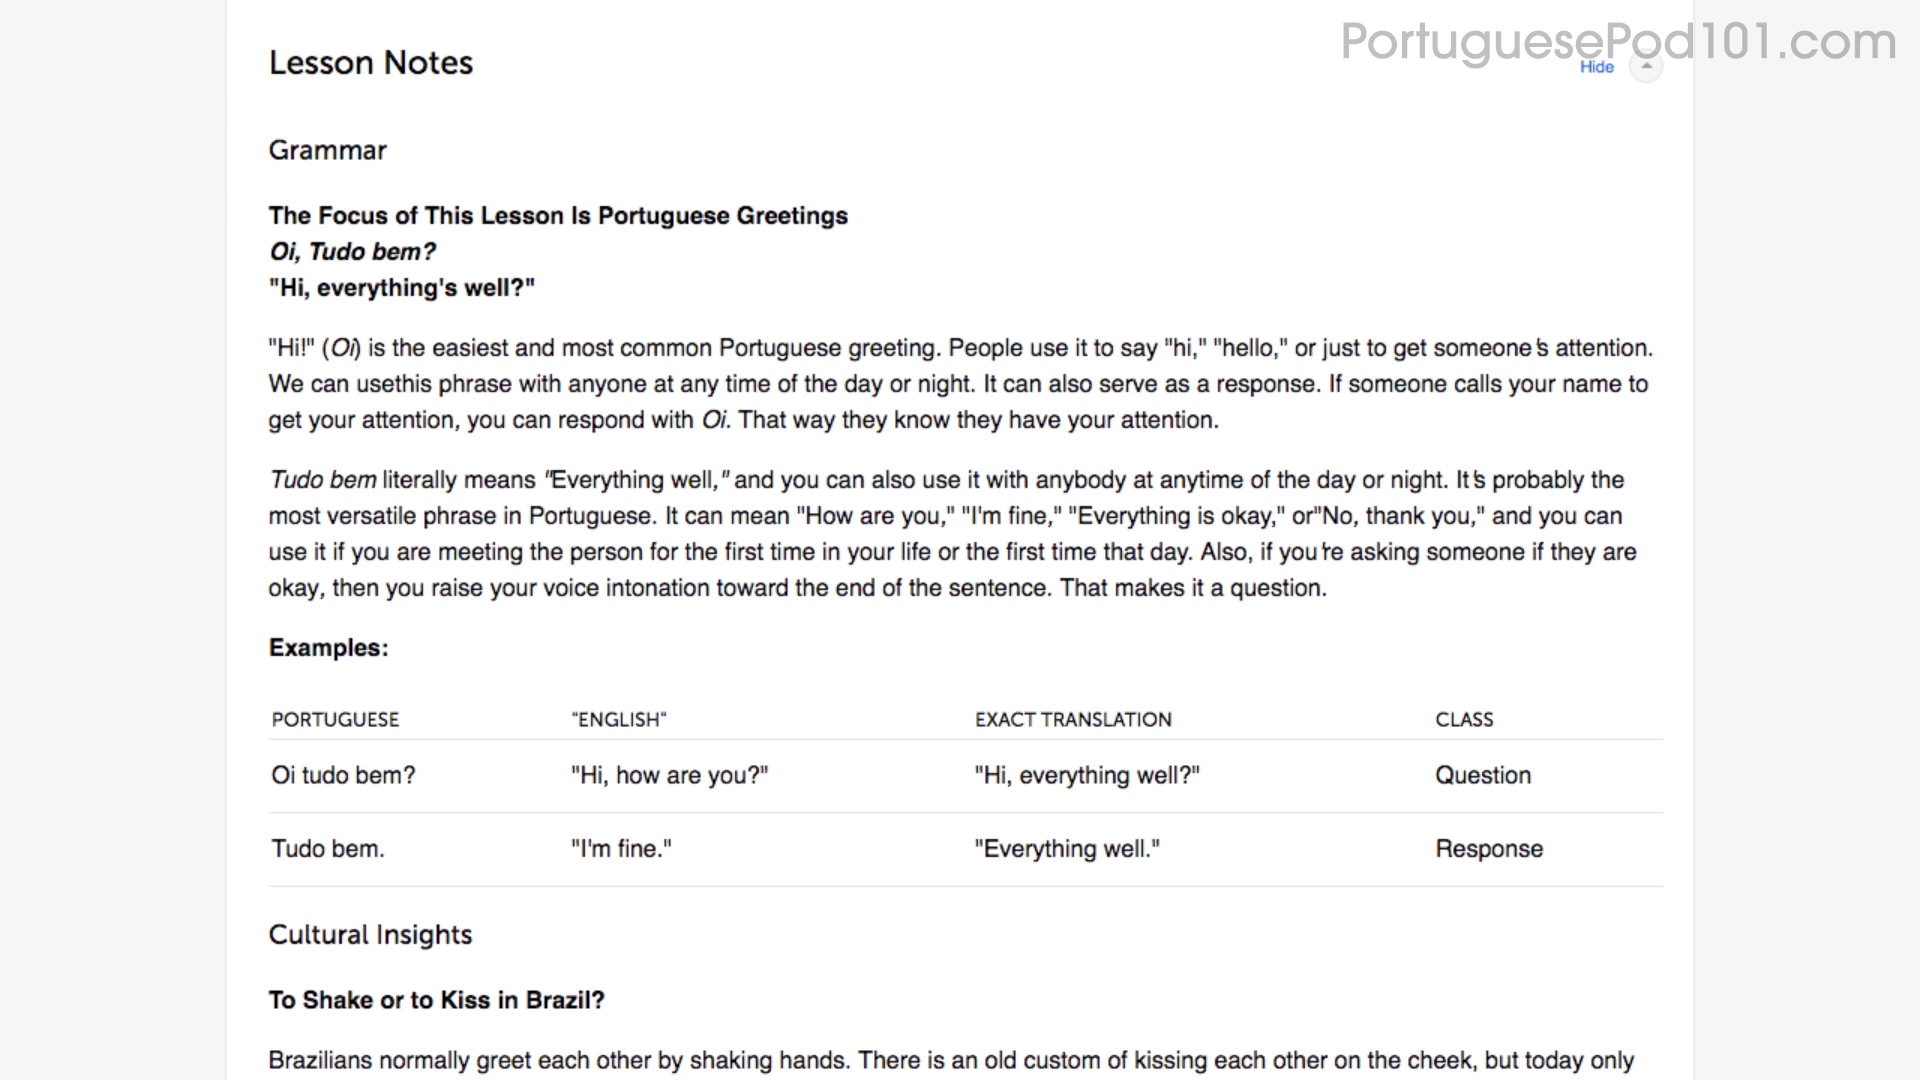 PortuguesePod101.com
Lesson Notes
Hide
Grammar
The Focus of This Lesson Is Portuguese Greetings
Oi, Tudo bem?
"Hi, everything's well?"
"Hi!" (Oi) is the easiest and most common Portuguese greeting. People use it to say "hi," "hello," or just to get someone's attention.
We can usethis phrase with anyone at any time of the day or night. It can also serve as a response. If someone calls your name to
get your attention, you can respond with Oi. That way they know they have your attention.
Tudo bem literally means "Everything well," and you can also use it with anybody at anytime of the day or night. It's probably the
most versatile phrase in Portuguese. It can mean "How are you," "I'm fine," "Everything is okay," or"No, thank you," and you can
use it if you are meeting the person for the first time in your life or the first time that day. Also, if you're asking someone if they are
okay, then you raise your voice intonation toward the end of the sentence. That makes it a question.
Examples:
PORTUGUESE "ENGLISH" EXACT TRANSLATION CLASS
Oi tudo bem? "Hi, how are you?" "Hi, everything well?" Question
Tudo bem. "I'm fine." "Everything well." Response
Cultural Insights
To Shake or to Kiss in Brazil?
Brazilians normally greet each other by shaking hands. There is an old custom of kissing each other on the cheek, but today only